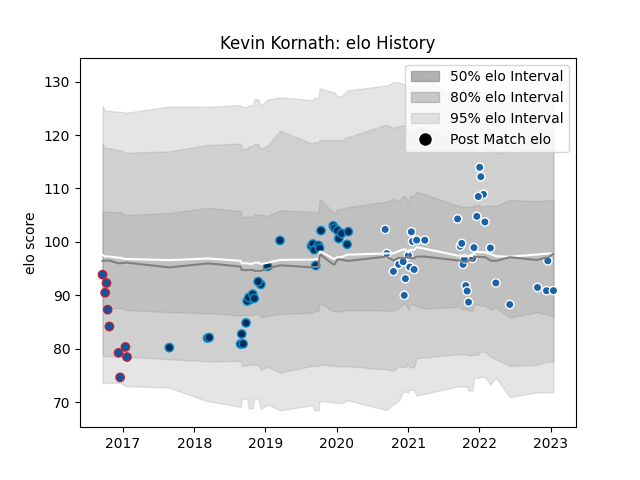 Kevin Kornath: elo History
50% elo Interval
80% elo Interval
95% elo Interval
Post Match elo
elo score
130
120
110
100
90
80
70
2017 2018 2019 2020 2021 2022 2023